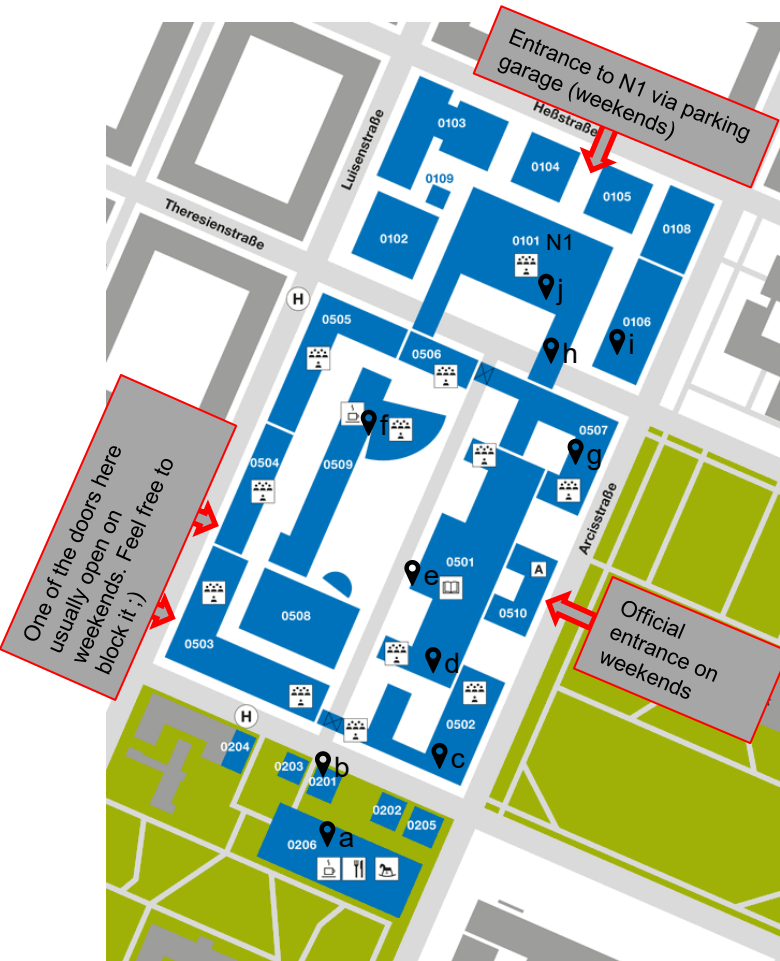 Entrance to N1 via parking
garage (weekends)
Heßstraße
Luisenstraße
Theresienstraße
0103
0104
0105
0109
0108
0102
0101
N1
j
H
0505
0106
i
h
0506
f
0507
g
0509
0504
One of the doors here
usually open on
weekends. Feel free to
block it ;)
Arcisstraße
0501
e
A
0510
Official
entrance on
weekends
0508
0503
d
H
0502
c
0204
0203
b
0201
0202
0205
a
0206